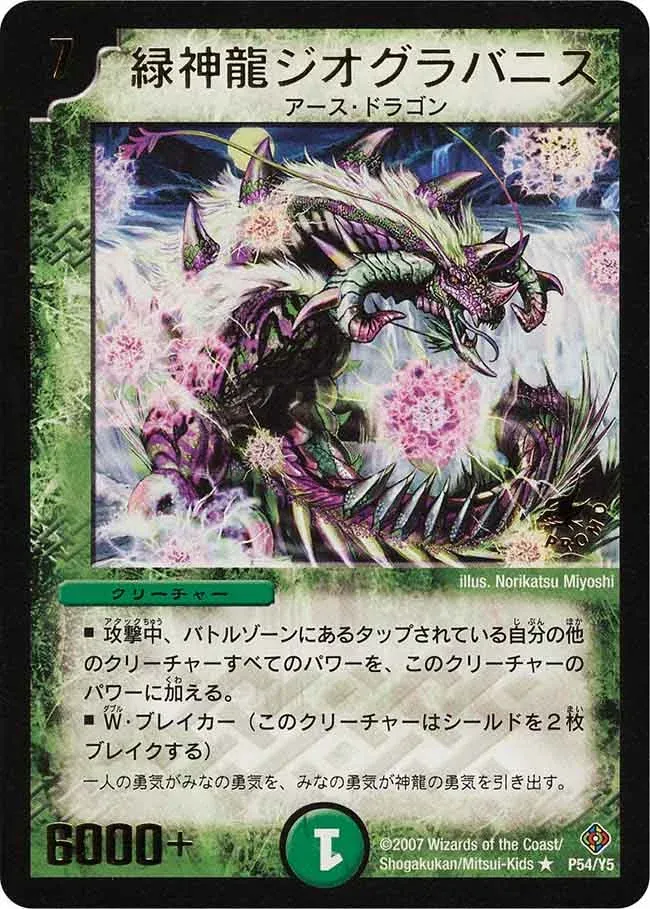 7
緑神龍ジオグラバニス
アース・ドラゴン
PROMO
illus. Norikatsu Miyoshi
クリーチャー
■ 攻撃中、バトルゾーンにあるタップされている自分の他
のクリーチャーすべてのパワーを、このクリーチャーの
パワーに加える。
■ W・ブレイカー（このクリーチャーはシールドを２枚
ブレイクする）
一人の勇気がみなの勇気を、みなの勇気が神龍の勇気を引き出す。
6000+
1
©2007 Wizards of the Coast/
Shogakukan/Mitsui-Kids ★ P54/Y5